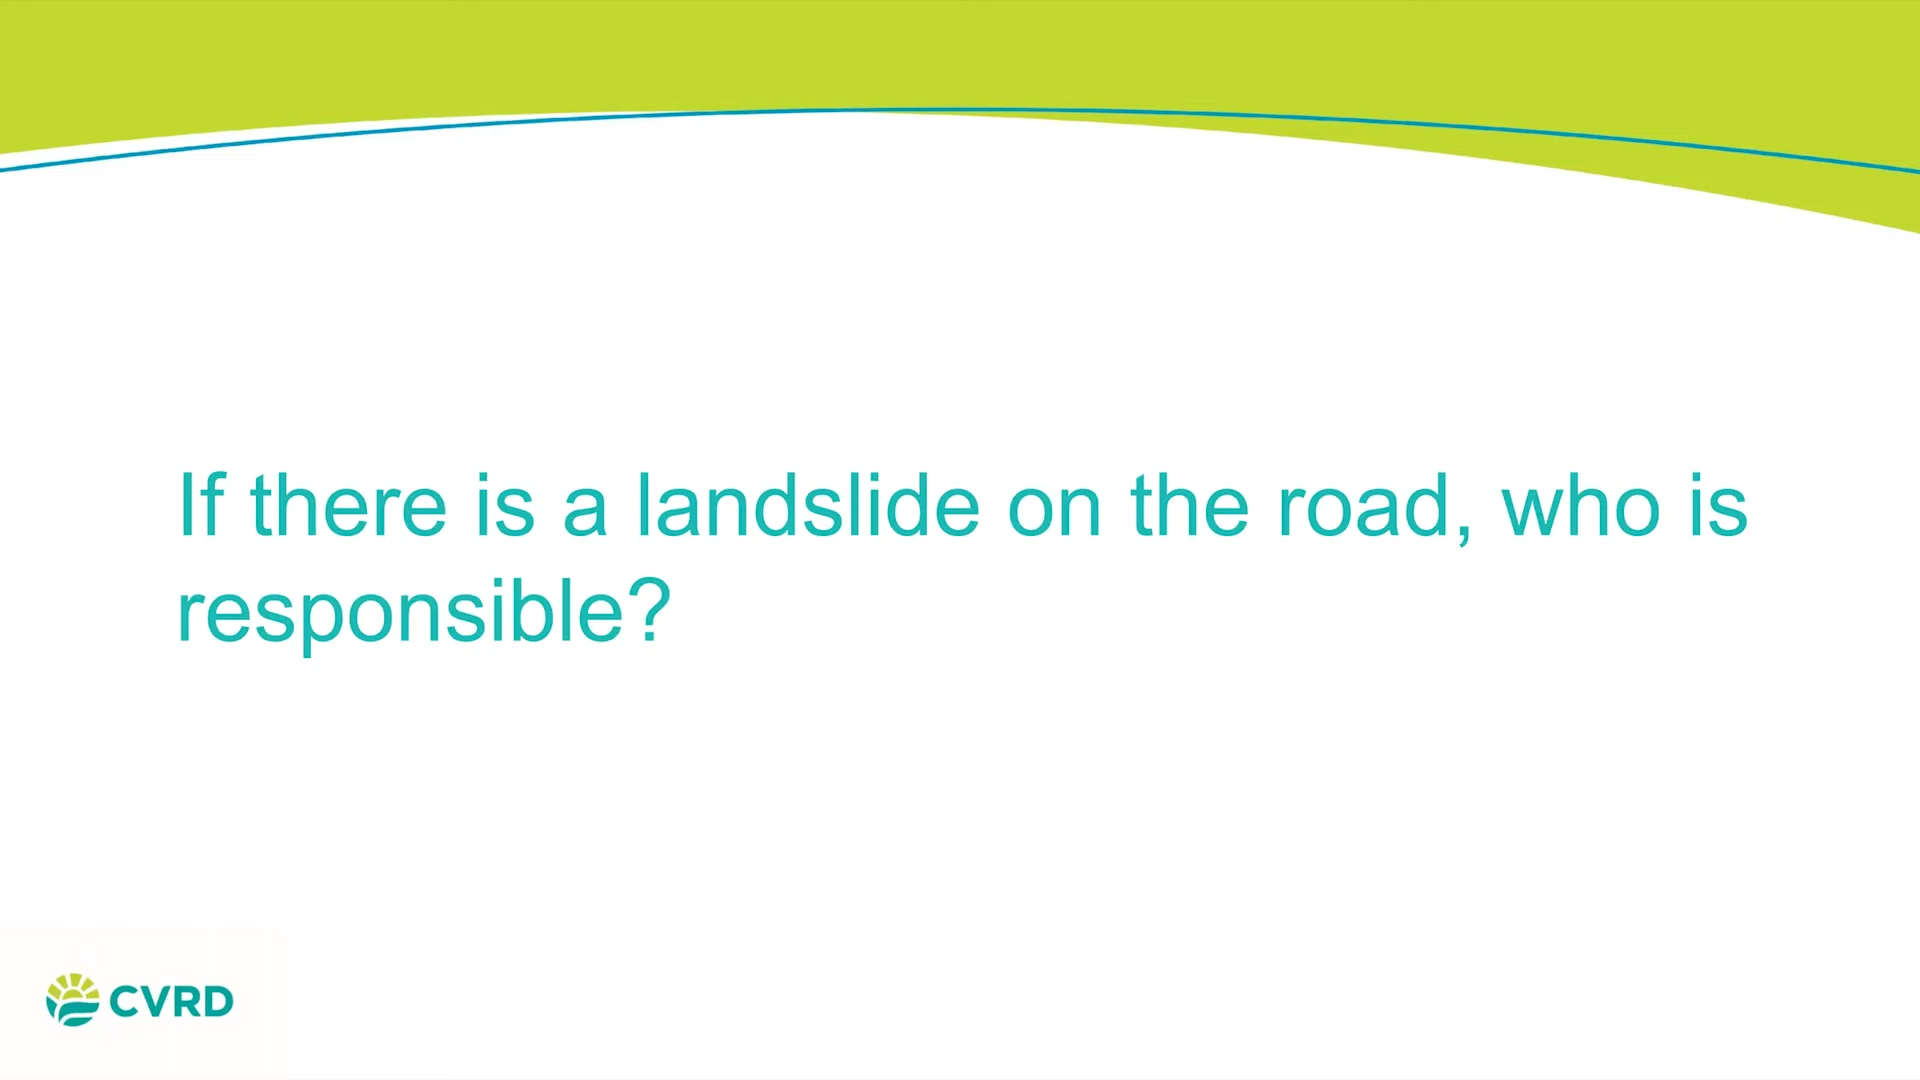 If there is a landslide on the road, who is
responsible?
CVRD